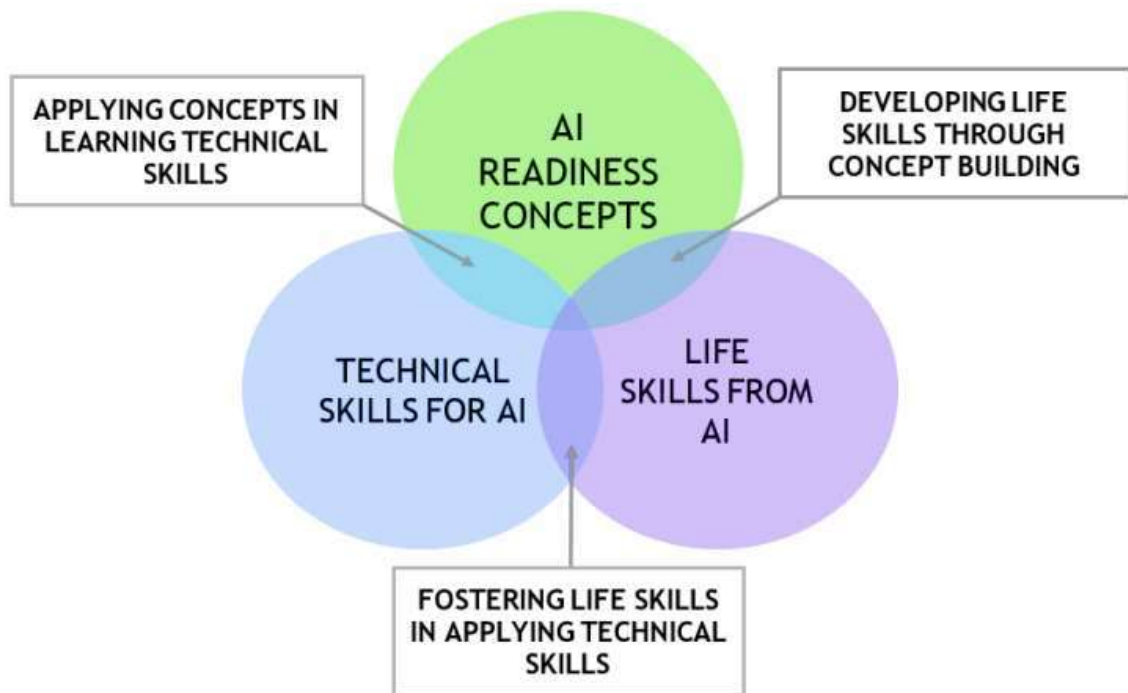 APPLYING CONCEPTS IN
LEARNING TECHNICAL
SKILLS
AI
READINESS
CONCEPTS
DEVELOPING LIFE
SKILLS THROUGH
CONCEPT BUILDING
TECHNICAL
SKILLS FOR AI
LIFE
SKILLS FROM
AI
FOSTERING LIFE SKILLS
IN APPLYING TECHNICAL
SKILLS